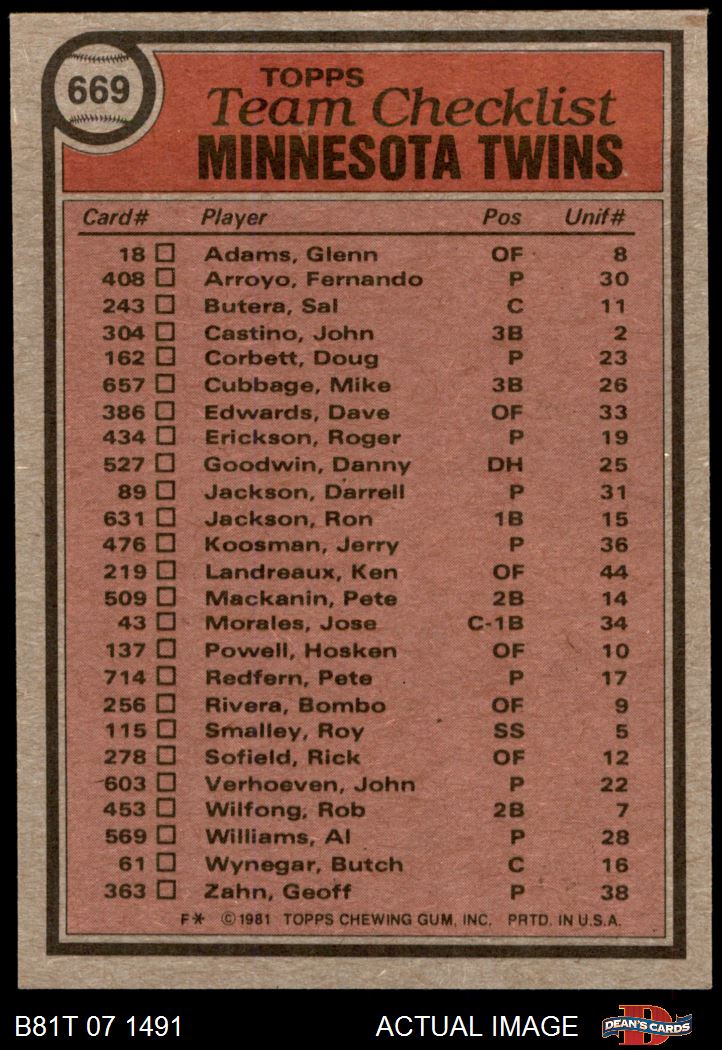 669
TOPPS
Team Checklist
MINNESOTA TWINS
Card# Player Pos Unif#
18 Adams, Glenn OF 8
408 Arroyo, Fernando P 30
243 Butera, Sal C 11
304 Castino, John 3B 2
162 Corbett, Doug P 23
657 Cubbage, Mike 3B 26
386 Edwards, Dave OF 33
434 Erickson, Roger P 19
527 Goodwin, Danny DH 25
89 Jackson, Darrell P 31
631 Jackson, Ron 1B 15
476 Koosman, Jerry P 36
219 Landreaux, Ken OF 44
509 Mackanin, Pete 2B 14
43 Morales, Jose C-1B 34
137 Powell, Hosken OF 10
714 Redfern, Pete P 17
256 Rivera, Bombo OF 9
115 Smalley, Roy SS 5
278 Sofield, Rick OF 12
603 Verhoeven, John P 22
453 Wilfong, Rob 2B 7
569 Williams, Al P 28
61 Wynegar, Butch C 16
363 Zahn, Geoff P 38
F* ©1981 TOPPS CHEWING GUM, INC. PRTD. IN U.S.A.
B81T 07 1491 ACTUAL IMAGE D DEAN'S CARDS